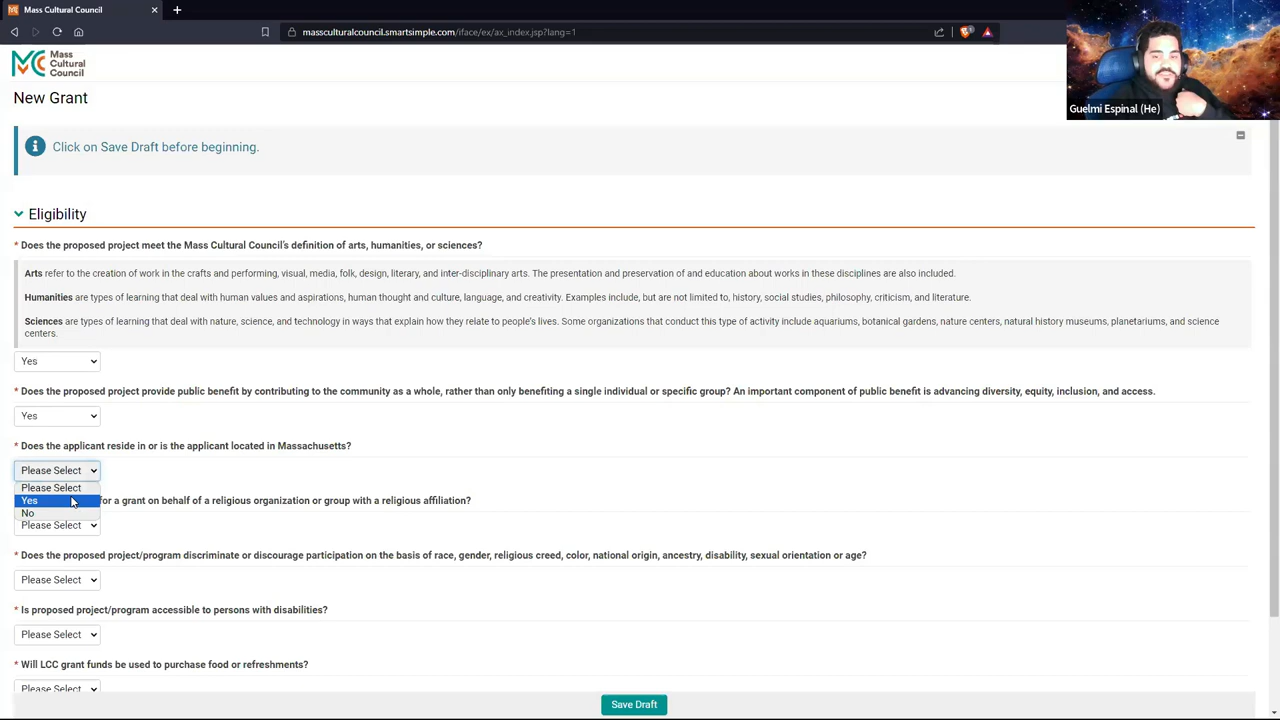 Mass Cultural Council
massculturalcouncil.smartsimple.com/iface/ex/ax_index.jsp?lang=1
Mass
Cultural
Council
Guelmi Espinal (He)
New Grant
Click on Save Draft before beginning.
Eligibility
* Does the proposed project meet the Mass Cultural Council's definition of arts, humanities, or sciences?
Arts refer to the creation of work in the crafts and performing, visual, media, folk, design, literary, and inter-disciplinary arts. The presentation and preservation of and education about works in these disciplines are also included.
Humanities are types of learning that deal with human values and aspirations, human thought and culture, language, and creativity. Examples include, but are not limited to, history, social studies, philosophy, criticism, and literature.
Sciences are types of learning that deal with nature, science, and technology in ways that explain how they relate to people's lives. Some organizations that conduct this type of activity include aquariums, botanical gardens, nature centers, natural history museums, planetariums, and science
centers.
Yes
* Does the proposed project provide public benefit by contributing to the community as a whole, rather than only benefiting a single individual or specific group? An important component of public benefit is advancing diversity, equity, inclusion, and access.
Yes
* Does the applicant reside in or is the applicant located in Massachusetts?
Please Select
Please Select
Yes
for a grant on behalf of a religious organization or group with a religious affiliation?
No
Please Select
* Does the proposed project/program discriminate or discourage participation on the basis of race, gender, religious creed, color, national origin, ancestry, disability, sexual orientation or age?
Please Select
* Is proposed project/program accessible to persons with disabilities?
Please Select
* Will LCC grant funds be used to purchase food or refreshments?
Please Select
Save Draft